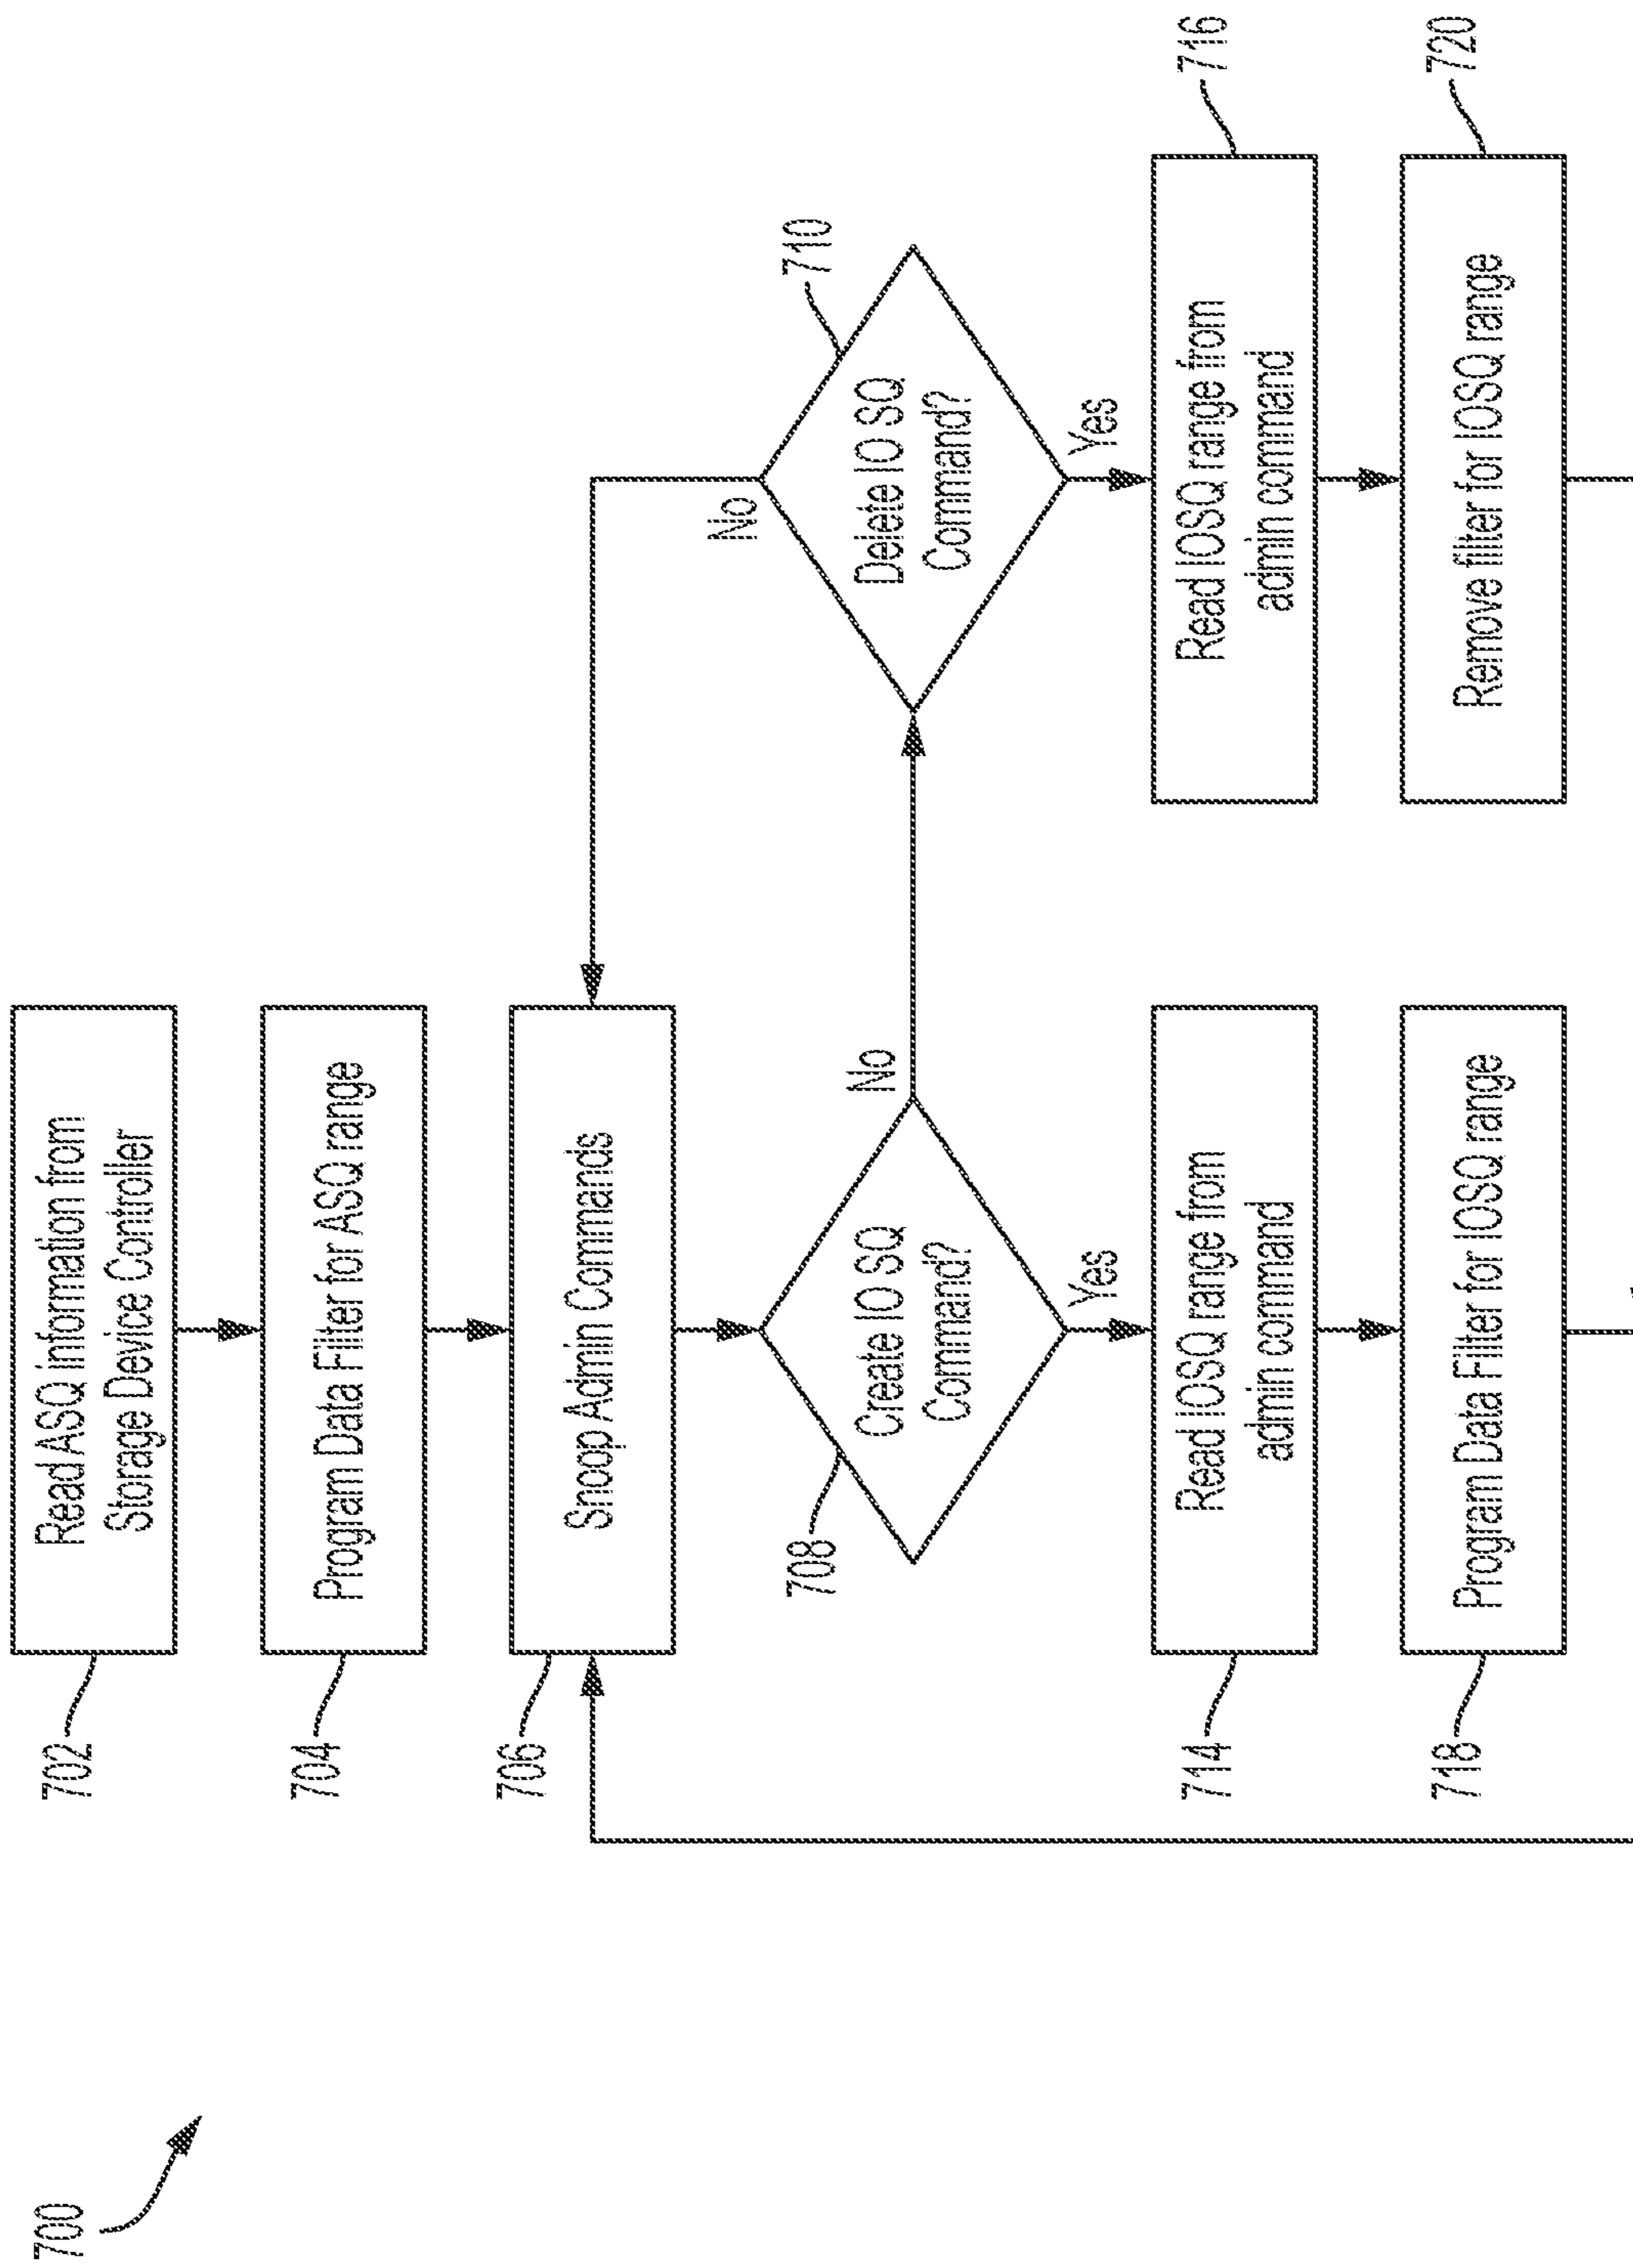 700
702
Read ASQ information from
Storage Device Controller
704
Program Data Filter for ASQ range
706
Snoop Admin Commands
708
Create IO SQ
Command?
No
Yes
710
Delete IO SQ
Command?
No
Yes
714
Read IOSQ range from
admin command
716
Read IOSQ range from
admin command
718
Program Data Filter for IOSQ range
720
Remove filter for IOSQ range